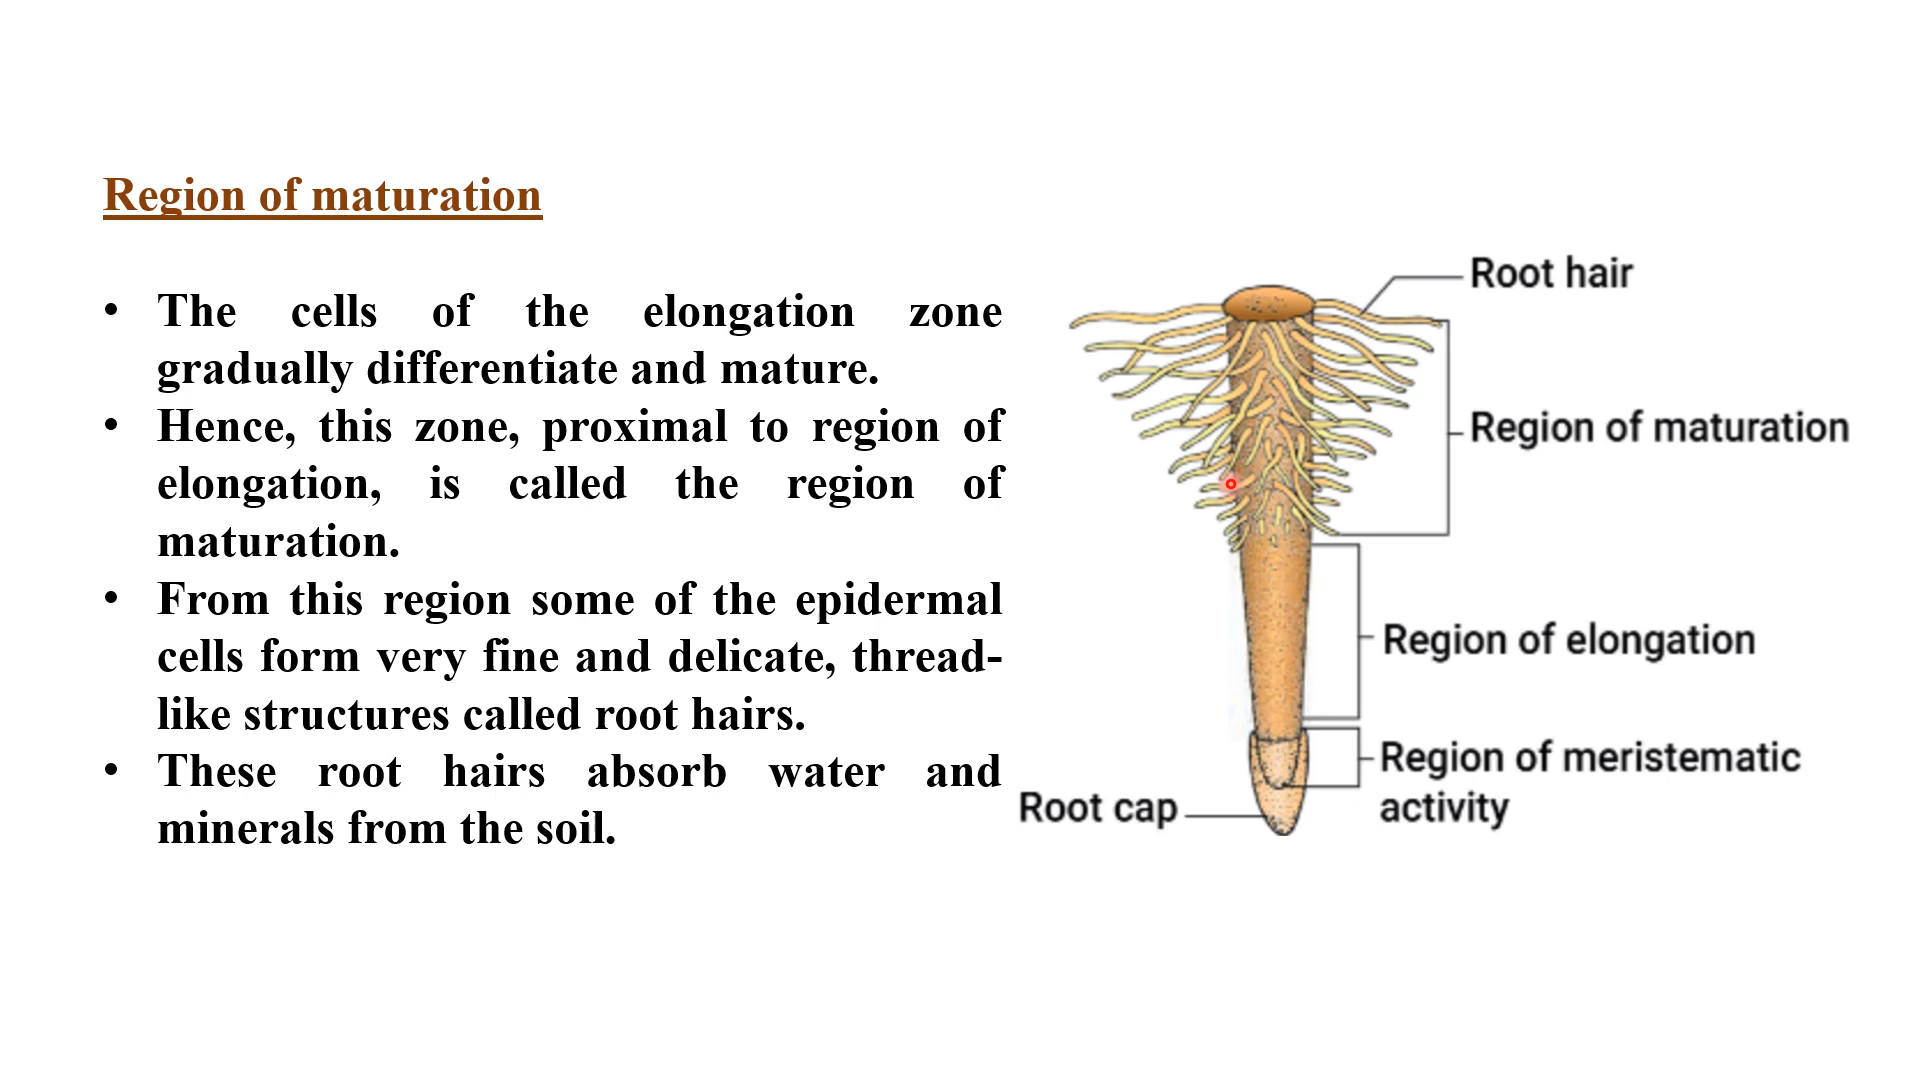 Region of maturation
• The cells of the elongation zone
gradually differentiate and mature.
• Hence, this zone, proximal to region of
elongation, is called the region of
maturation.
• From this region some of the epidermal
cells form very fine and delicate, thread-
like structures called root hairs.
• These root hairs absorb water and
minerals from the soil.
Root hair
Region of maturation
Region of elongation
Region of meristematic
activity
Root cap